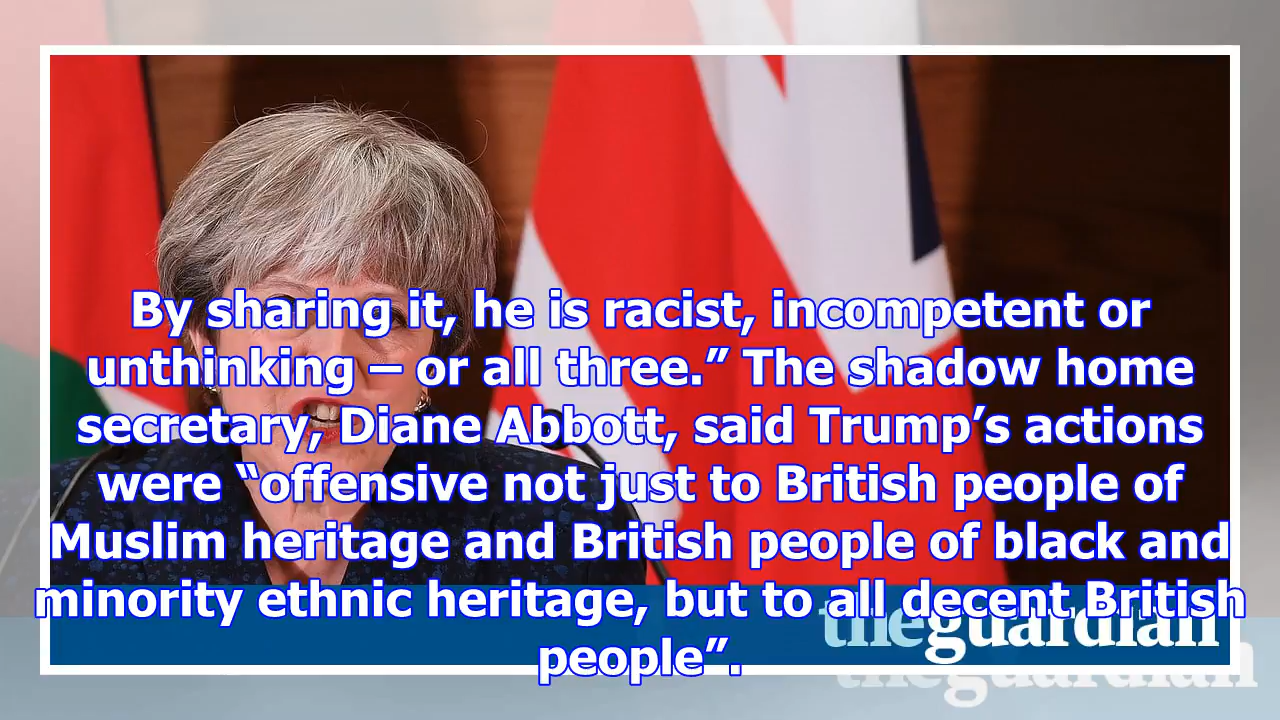 By sharing it, he is racist, incompetent or
unthinking – or all three.” The shadow home
secretary, Diane Abbott, said Trump’s actions
were “offensive not just to British people of
Muslim heritage and British people of black and
minority ethnic heritage, but to all decent British
people”.
theguardian
theguardian